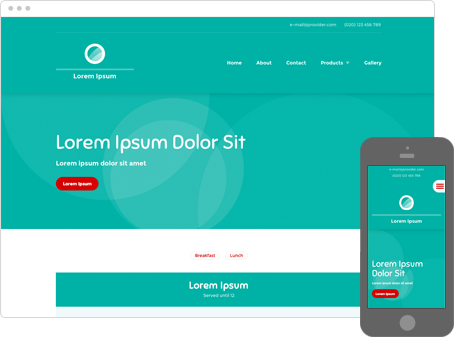 e-mail@provider.com (020) 123 456 789
Lorem Ipsum
Home About Contact Products Gallery
Lorem Ipsum Dolor Sit
Lorem ipsum dolor sit amet
Lorem Ipsum
Breakfast Lunch
Lorem Ipsum
Served until 12
e-mail@provider.com
(020) 123 456 789
Lorem Ipsum
Lorem Ipsum
Dolor Sit
Lorem ipsum dolor sit amet
Lorem Ipsum